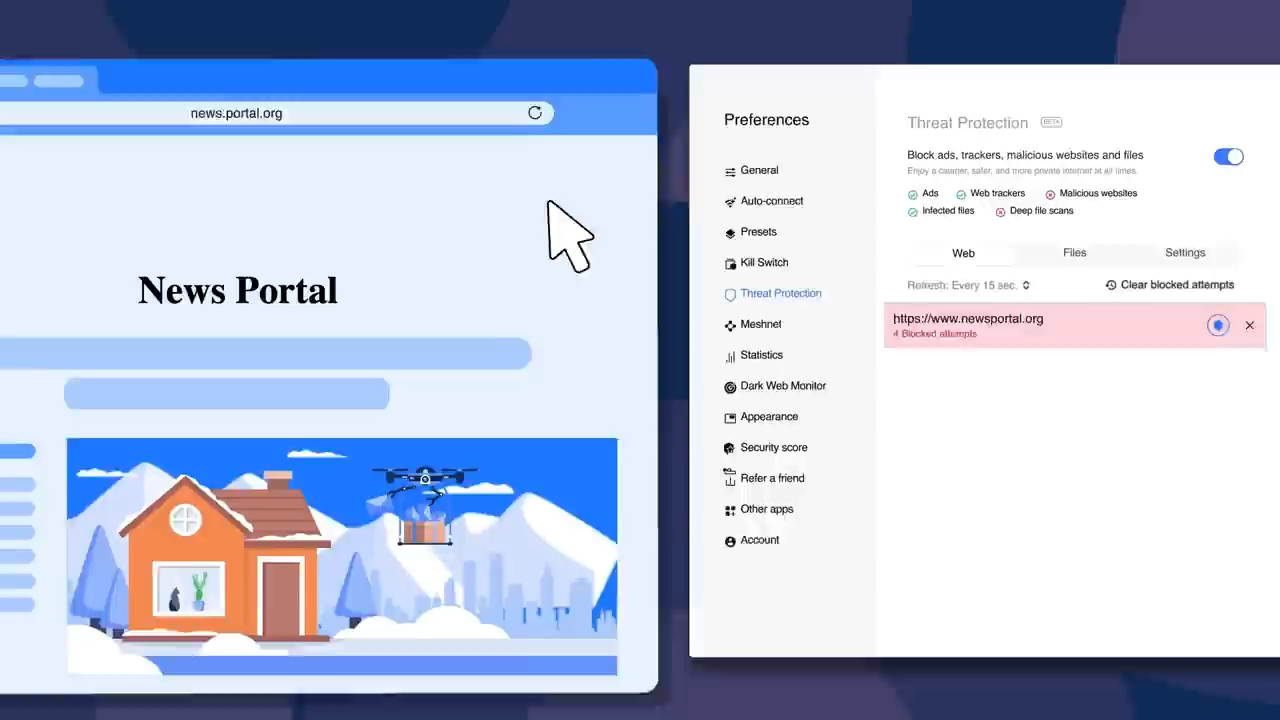 news.portal.org
News Portal
Preferences
General
Auto-connect
Presets
Kill Switch
Threat Protection
Meshnet
Statistics
Dark Web Monitor
Appearance
Security score
Refer a friend
Other apps
Account
Threat Protection BETA
Block ads, trackers, malicious websites and files
Enjoy a cleaner, safer, and more private internet at all times.
Ads Web trackers Malicious websites
Infected files Deep file scans
Web Files Settings
Refresh: Every 15 sec. Clear blocked attempts
https://www.newsportal.org
4 Blocked attempts